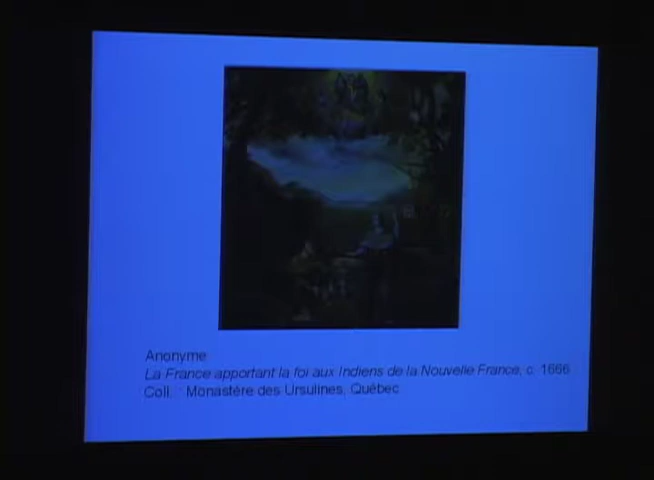 Anonyme
La France apportant la foi aux Indiens de la Nouvelle France, c. 1666
Coll. : Monastère des Ursulines, Québec